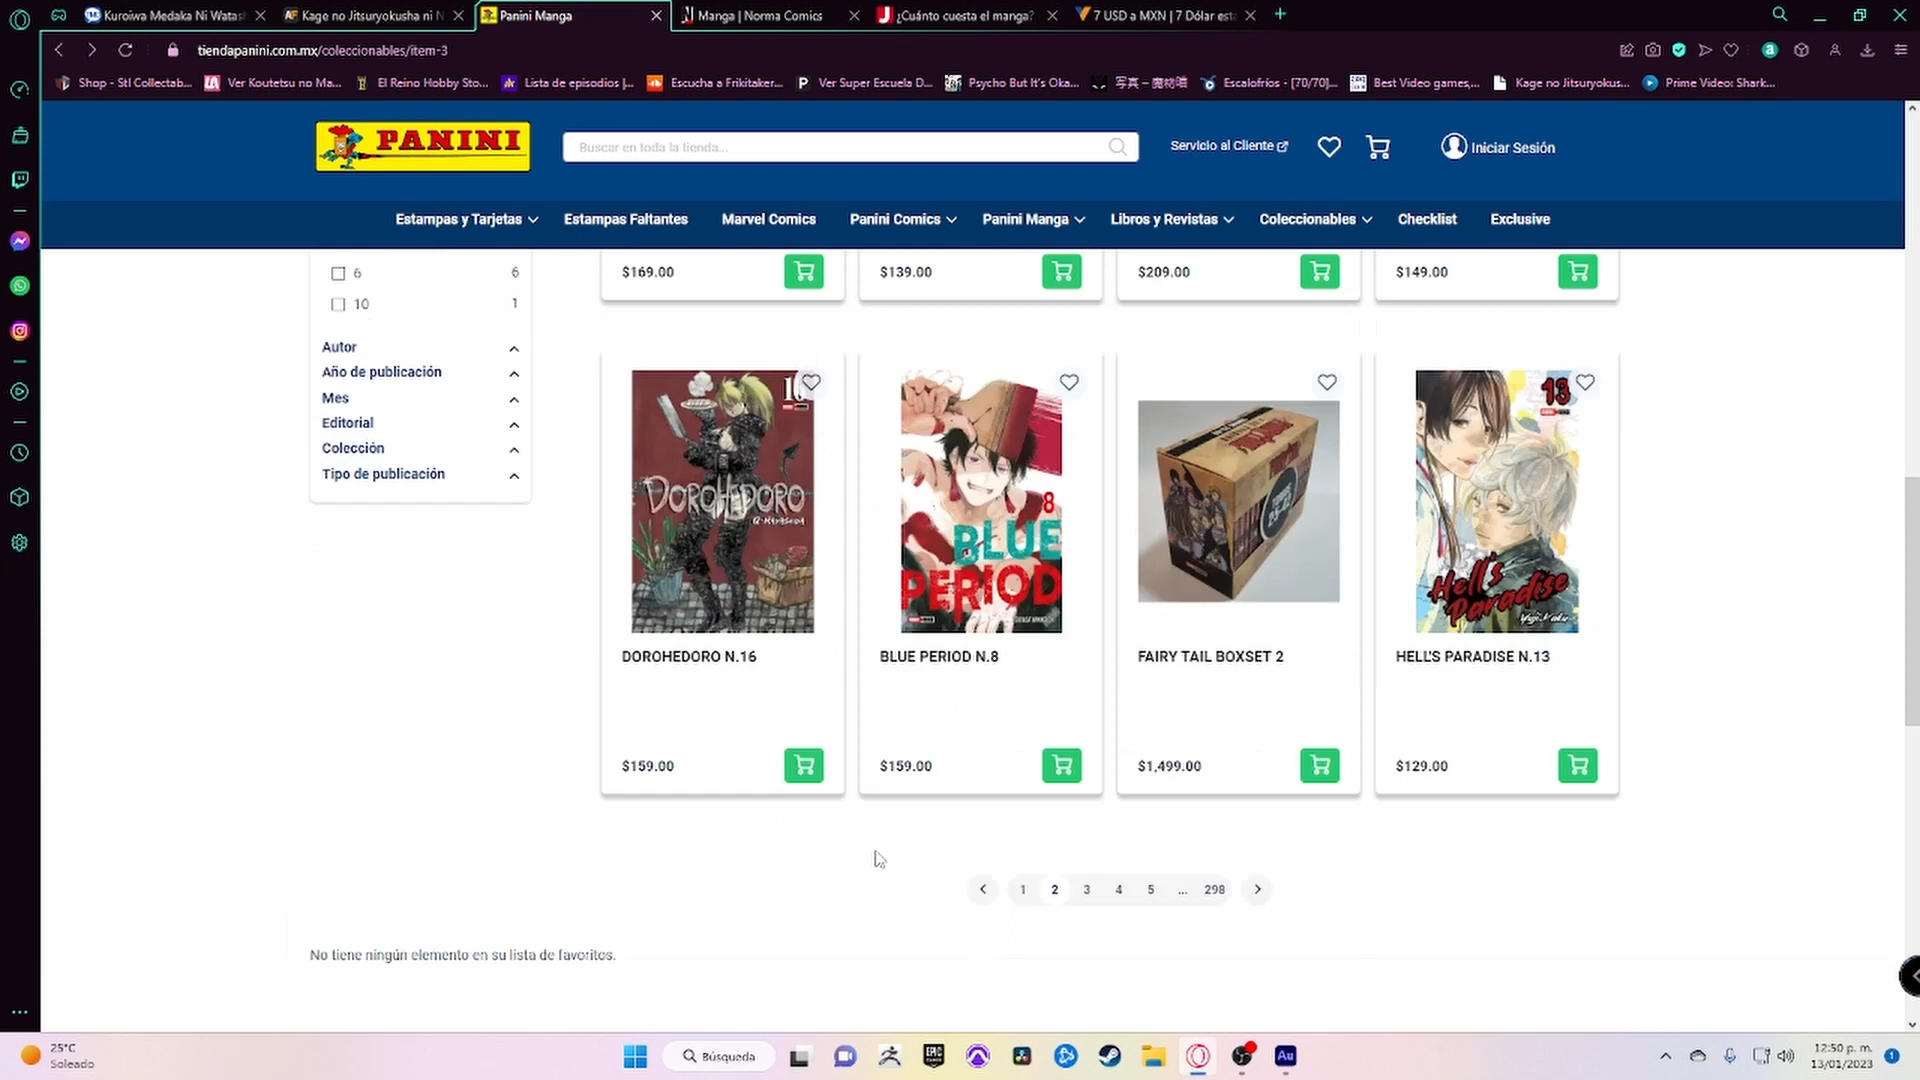 Kuroiwa Medaka Ni Watash
Kage no Jitsuryokusha ni N
Panini Manga
Manga | Norma Comics
¿Cuánto cuesta el manga?
7 USD a MXN | 7 Dólar est
tiendapanini.com.mx/coleccionables/item-3
Shop - Stl Collectab...
Ver Koutetsu no Ma...
El Reino Hobby Sto...
Lista de episodios |...
Escucha a Frikitaker...
Ver Super Escuela D...
Psycho But It's Oka...
Escalofríos - [70/70]...
Best Video games,...
Kage no Jitsuryokus...
Prime Video: Shark...
PANINI
Buscar en toda la tienda...
Servicio al Cliente
Iniciar Sesión
Estampas y Tarjetas
Estampas Faltantes
Marvel Comics
Panini Comics
Panini Manga
Libros y Revistas
Coleccionables
Checklist
Exclusive
6 6
10 1
Autor
Año de publicación
Mes
Editorial
Colección
Tipo de publicación
$169.00
$139.00
$209.00
$149.00
DOROHEDORO
8
BLUE
PERIOD
13
Hell's
Paradise
Yuji Kaku
DOROHEDORO N.16
BLUE PERIOD N.8
FAIRY TAIL BOXSET 2
HELL'S PARADISE N.13
$159.00
$159.00
$1,499.00
$129.00
1 2 3 4 5 ... 298
No tiene ningún elemento en su lista de favoritos.
25°C
Soleado
Búsqueda
EPIC
Au
12:50 p. m.
13/01/2023
1